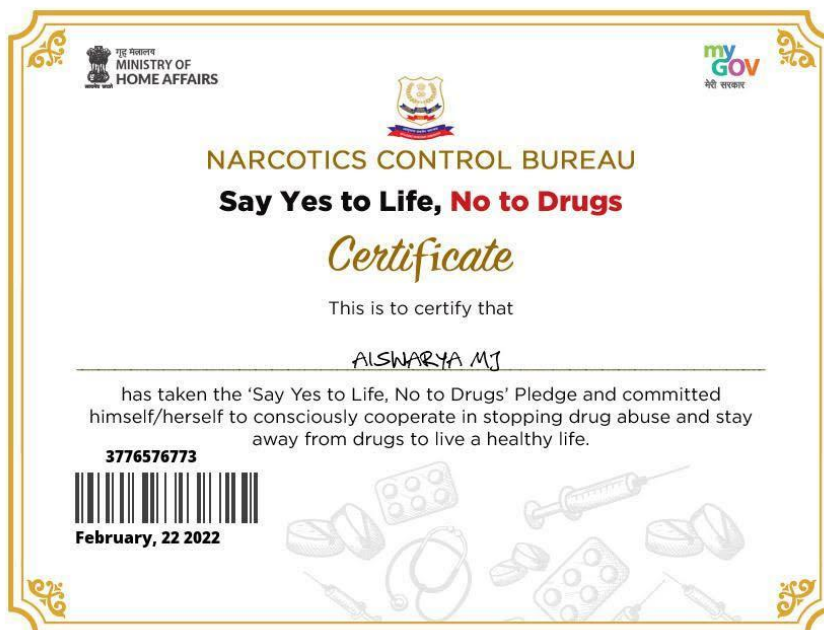 गृह मंत्रालय
MINISTRY OF
HOME AFFAIRS
my
GOV
मेरी सरकार
NARCOTICS CONTROL BUREAU
Say Yes to Life, No to Drugs
Certificate
This is to certify that
AISWARYA MJ
has taken the ‘Say Yes to Life, No to Drugs’ Pledge and committed
himself/herself to consciously cooperate in stopping drug abuse and stay
away from drugs to live a healthy life.
3776576773
February, 22 2022